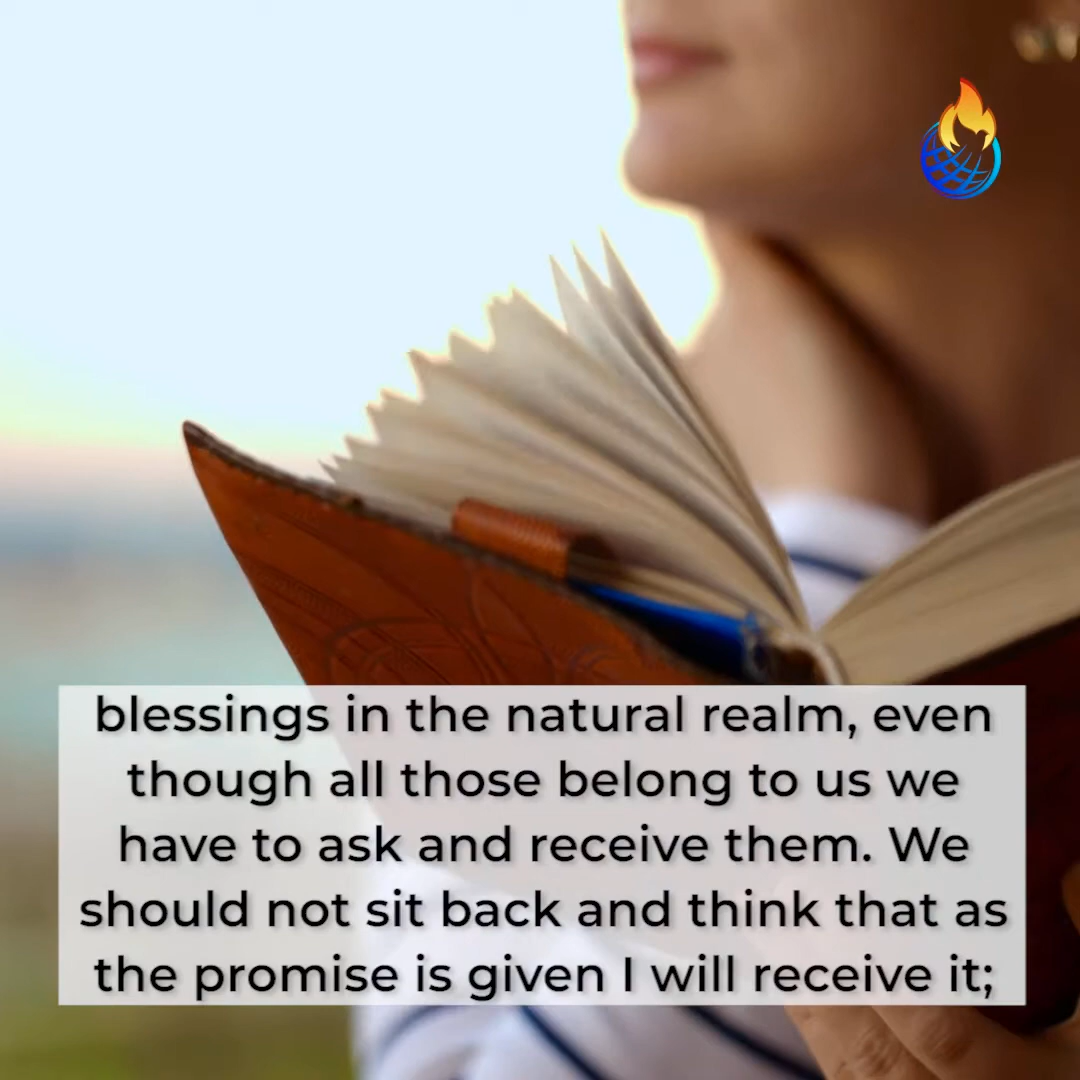 blessings in the natural realm, even
though all those belong to us we
have to ask and receive them. We
should not sit back and think that as
the promise is given I will receive it;